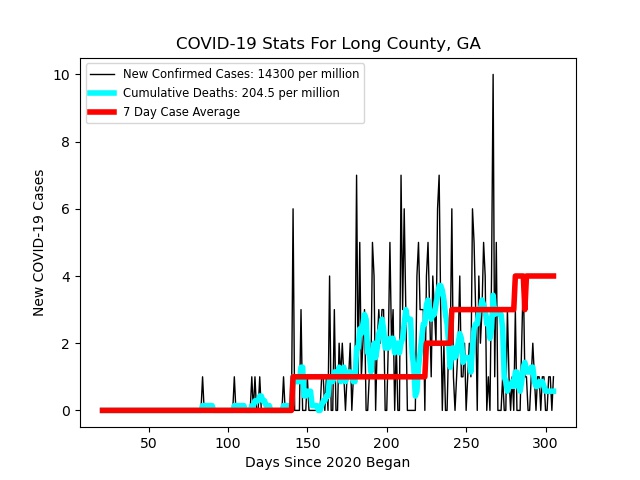 COVID-19 Stats For Long County, GA
New Confirmed Cases: 14300 per million
Cumulative Deaths: 204.5 per million
7 Day Case Average
New COVID-19 Cases
10
8
6
4
2
0
50 100 150 200 250 300
Days Since 2020 Began